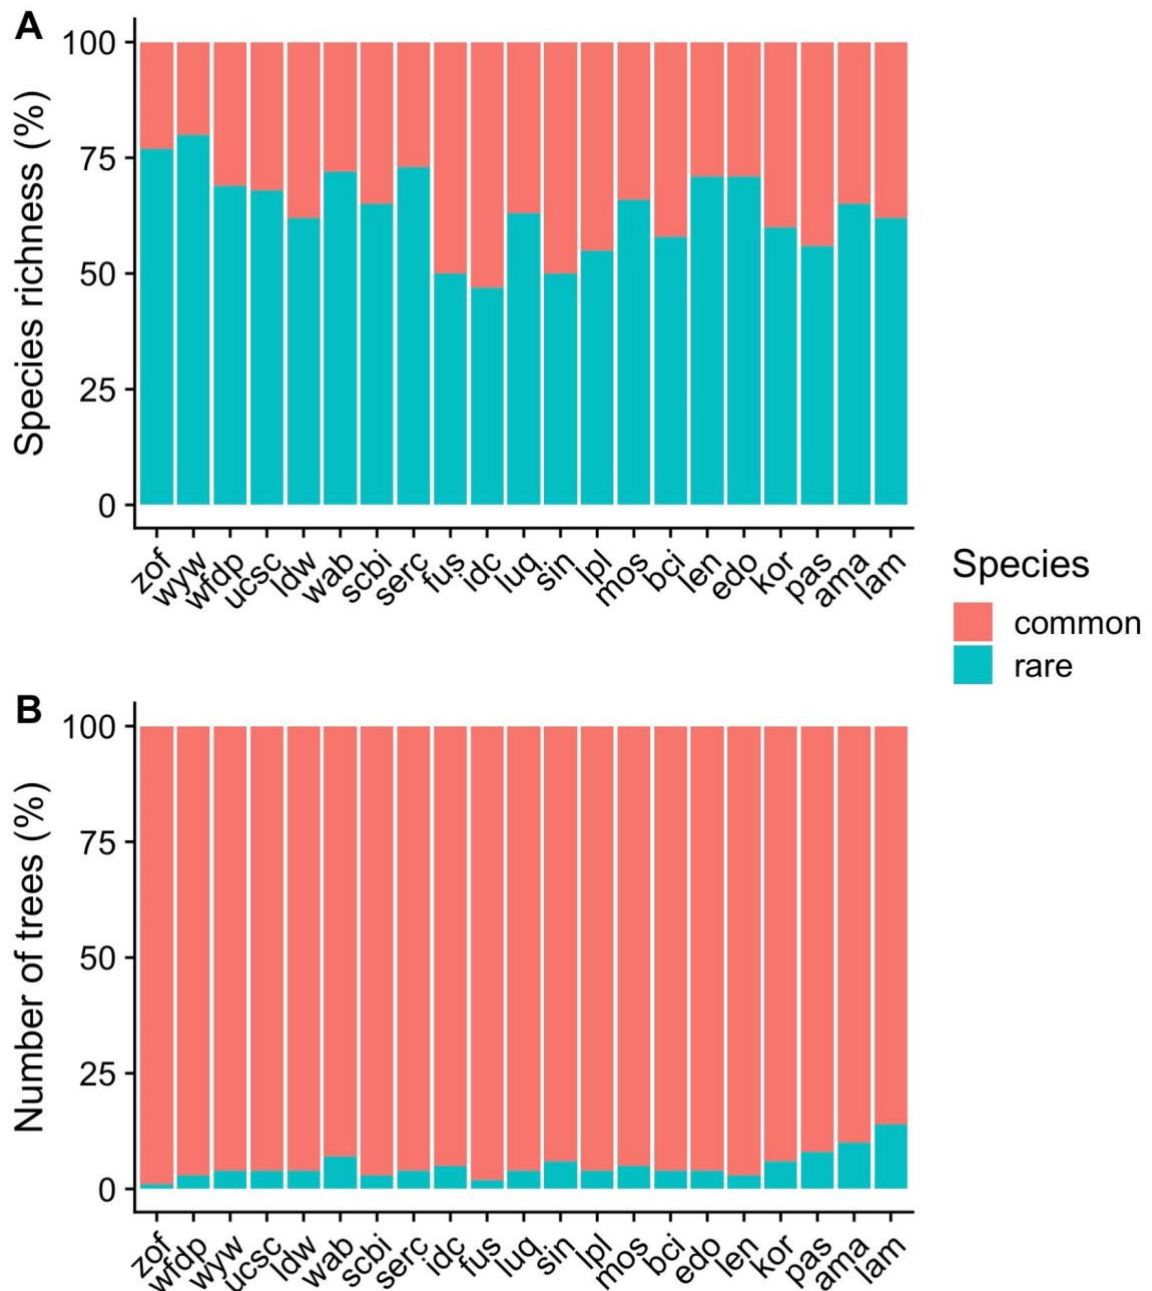 A
Species richness (%)
100
75
50
25
0
zof wyw wfdp ucsc ldw wab scbi serc fus idc luq sin lpl mos bci len edo kor pas ama lam
Species
common
rare
B
Number of trees (%)
100
75
50
25
0
zof wfdp wyw ucsc ldw wab scbi serc idc fus luq sin lpl mos bci edo len kor pas ama lam